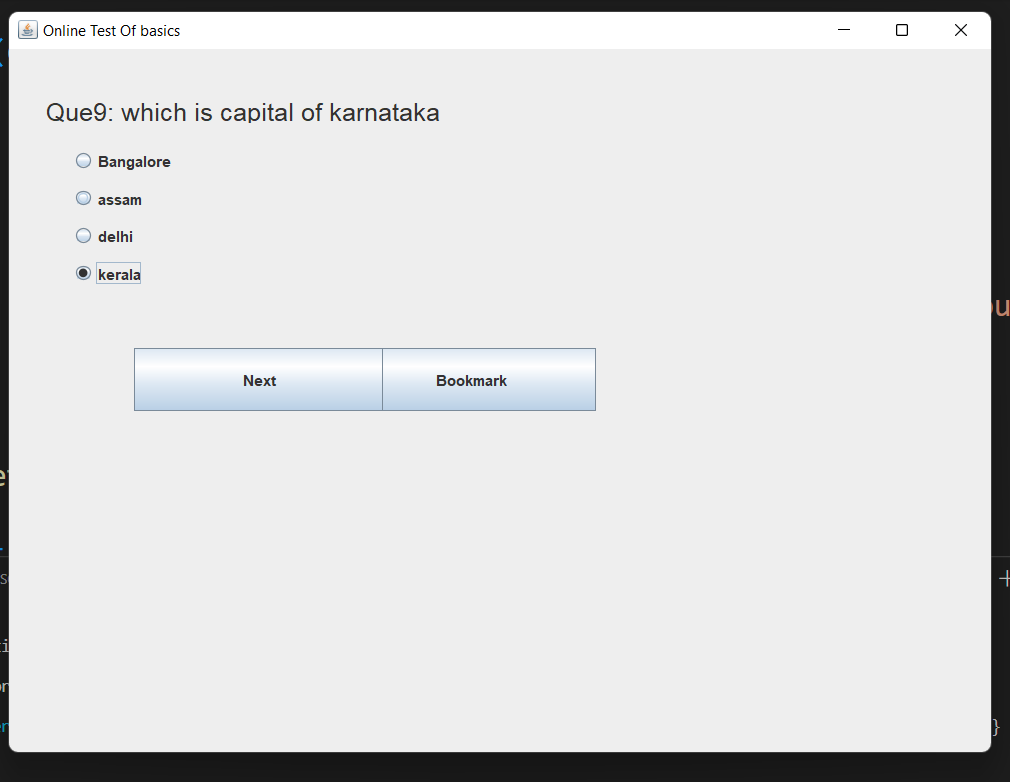 Online Test Of basics
Que9: which is capital of karnataka
Bangalore
assam
delhi
kerala
Next Bookmark
}